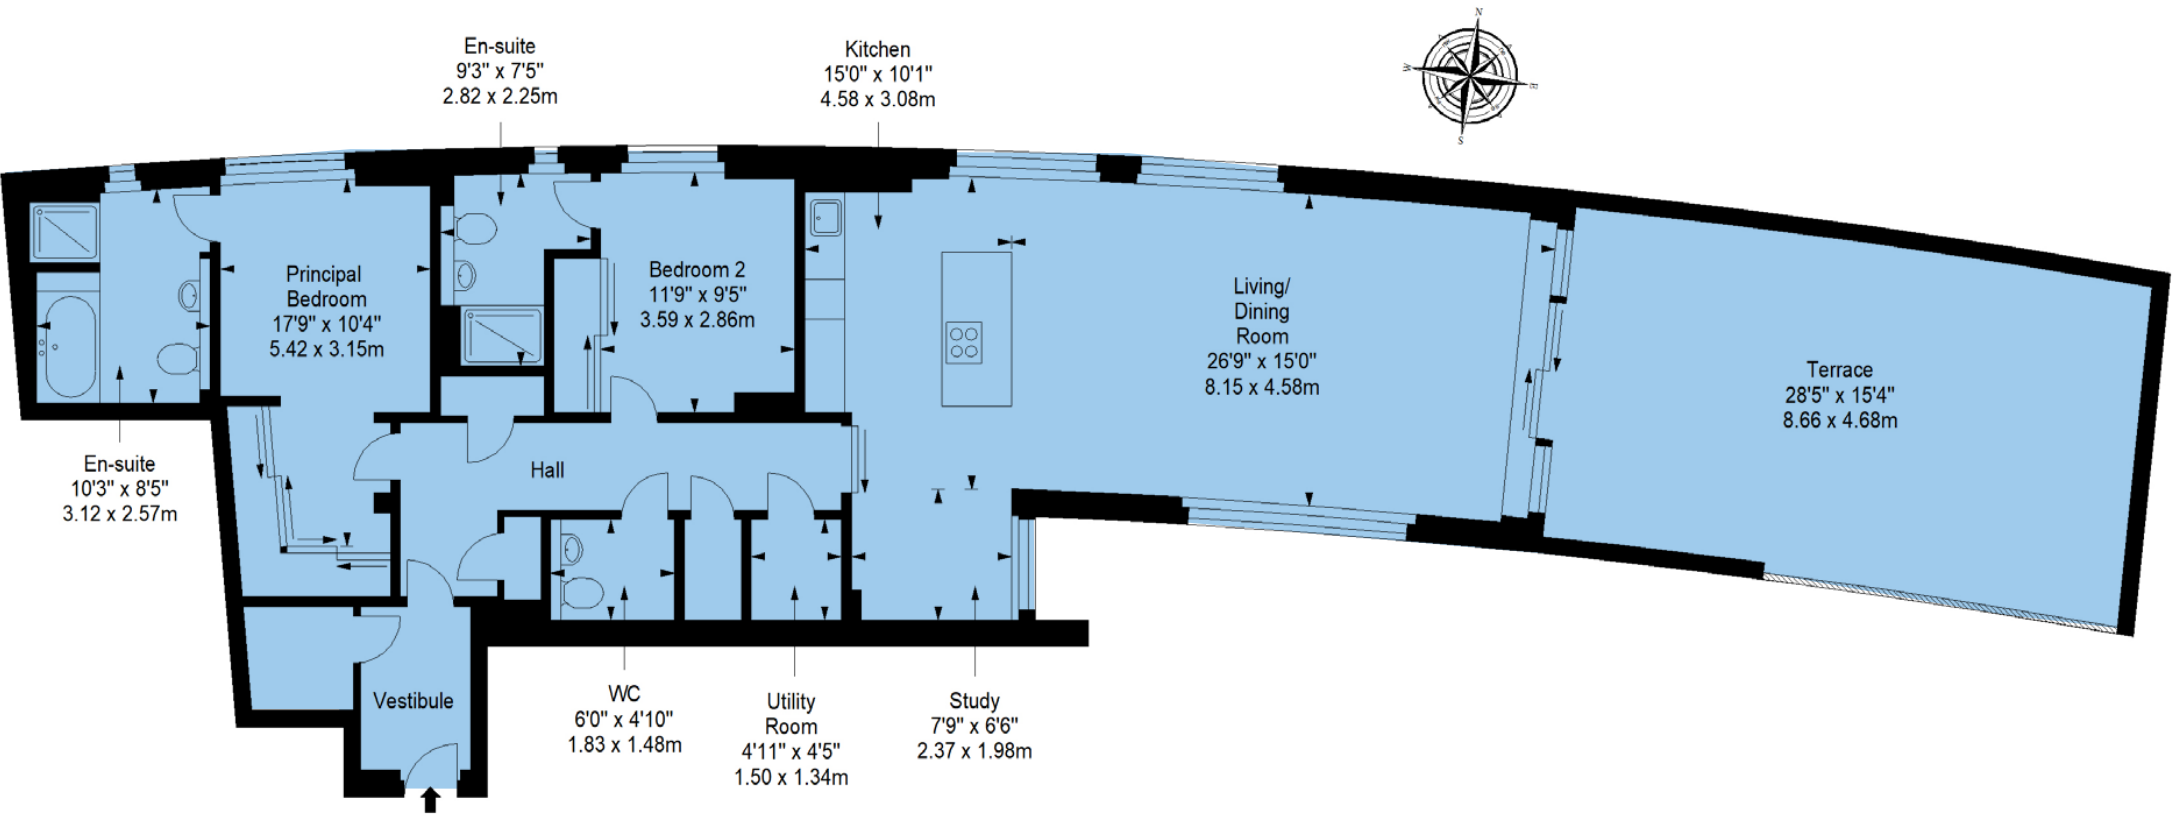 En-suite
9'3" x 7'5"
2.82 x 2.25m
Kitchen
15'0" x 10'1"
4.58 x 3.08m
N
W
E
S
Principal
Bedroom
17'9" x 10'4"
5.42 x 3.15m
Bedroom 2
11'9" x 9'5"
3.59 x 2.86m
Living/
Dining
Room
26'9" x 15'0"
8.15 x 4.58m
Terrace
28'5" x 15'4"
8.66 x 4.68m
En-suite
10'3" x 8'5"
3.12 x 2.57m
Hall
Vestibule
WC
6'0" x 4'10"
1.83 x 1.48m
Utility
Room
4'11" x 4'5"
1.50 x 1.34m
Study
7'9" x 6'6"
2.37 x 1.98m